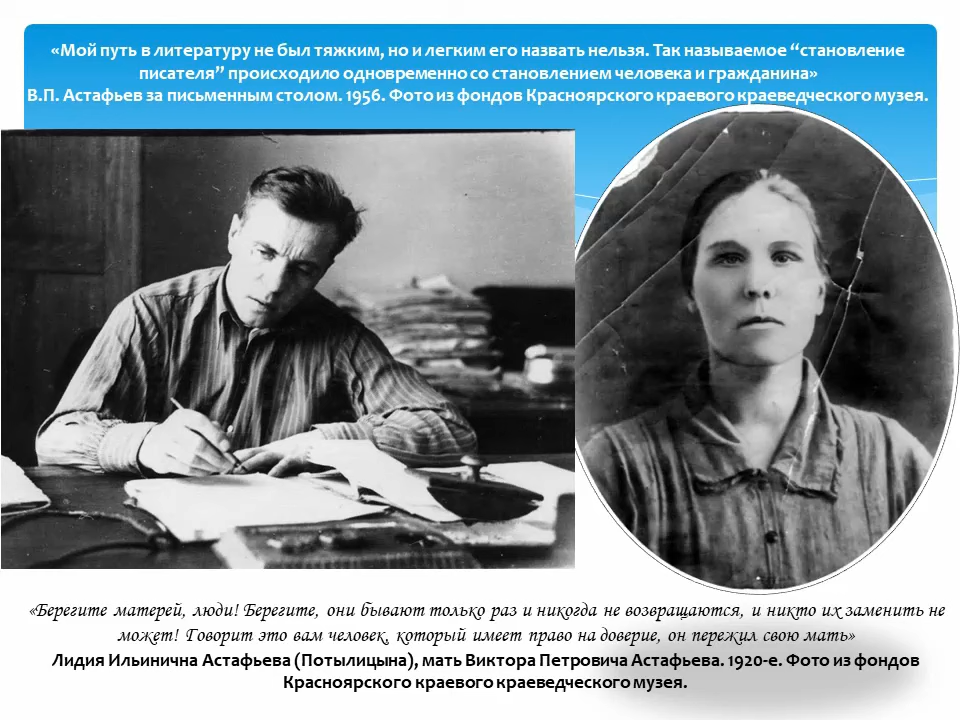 «Мой путь в литературу не был тяжким, но и легким его назвать нельзя. Так называемое “становление
писателя” происходило одновременно со становлением человека и гражданина»
В.П. Астафьев за письменным столом. 1956. Фото из фондов Красноярского краевого краеведческого музея.
«Берегите матерей, люди! Берегите, они бывают только раз и никогда не возвращаются, и никто их заменить не
может! Говорит это вам человек, который имеет право на доверие, он пережил свою мать»
Лидия Ильинична Астафьева (Потылицына), мать Виктора Петровича Астафьева. 1920-е. Фото из фондов
Красноярского краевого краеведческого музея.